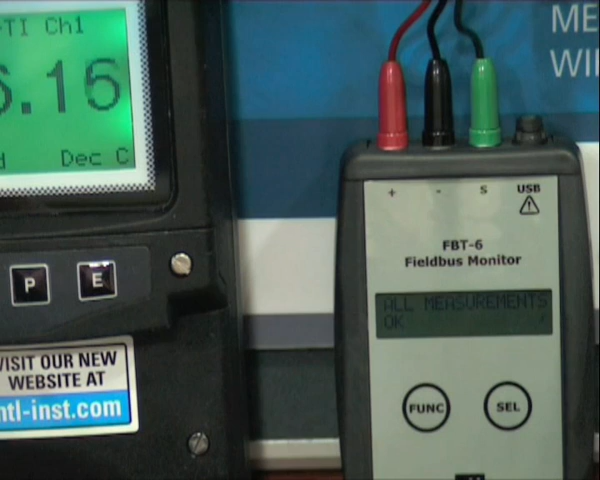 TI Ch1
6.16
Dec C
P
E
VISIT OUR NEW
WEBSITE AT
ntl-inst.com
ME
WI
+ - S USB
FBT-6
Fieldbus Monitor
ALL MEASUREMENTS
OK
FUNC
SEL